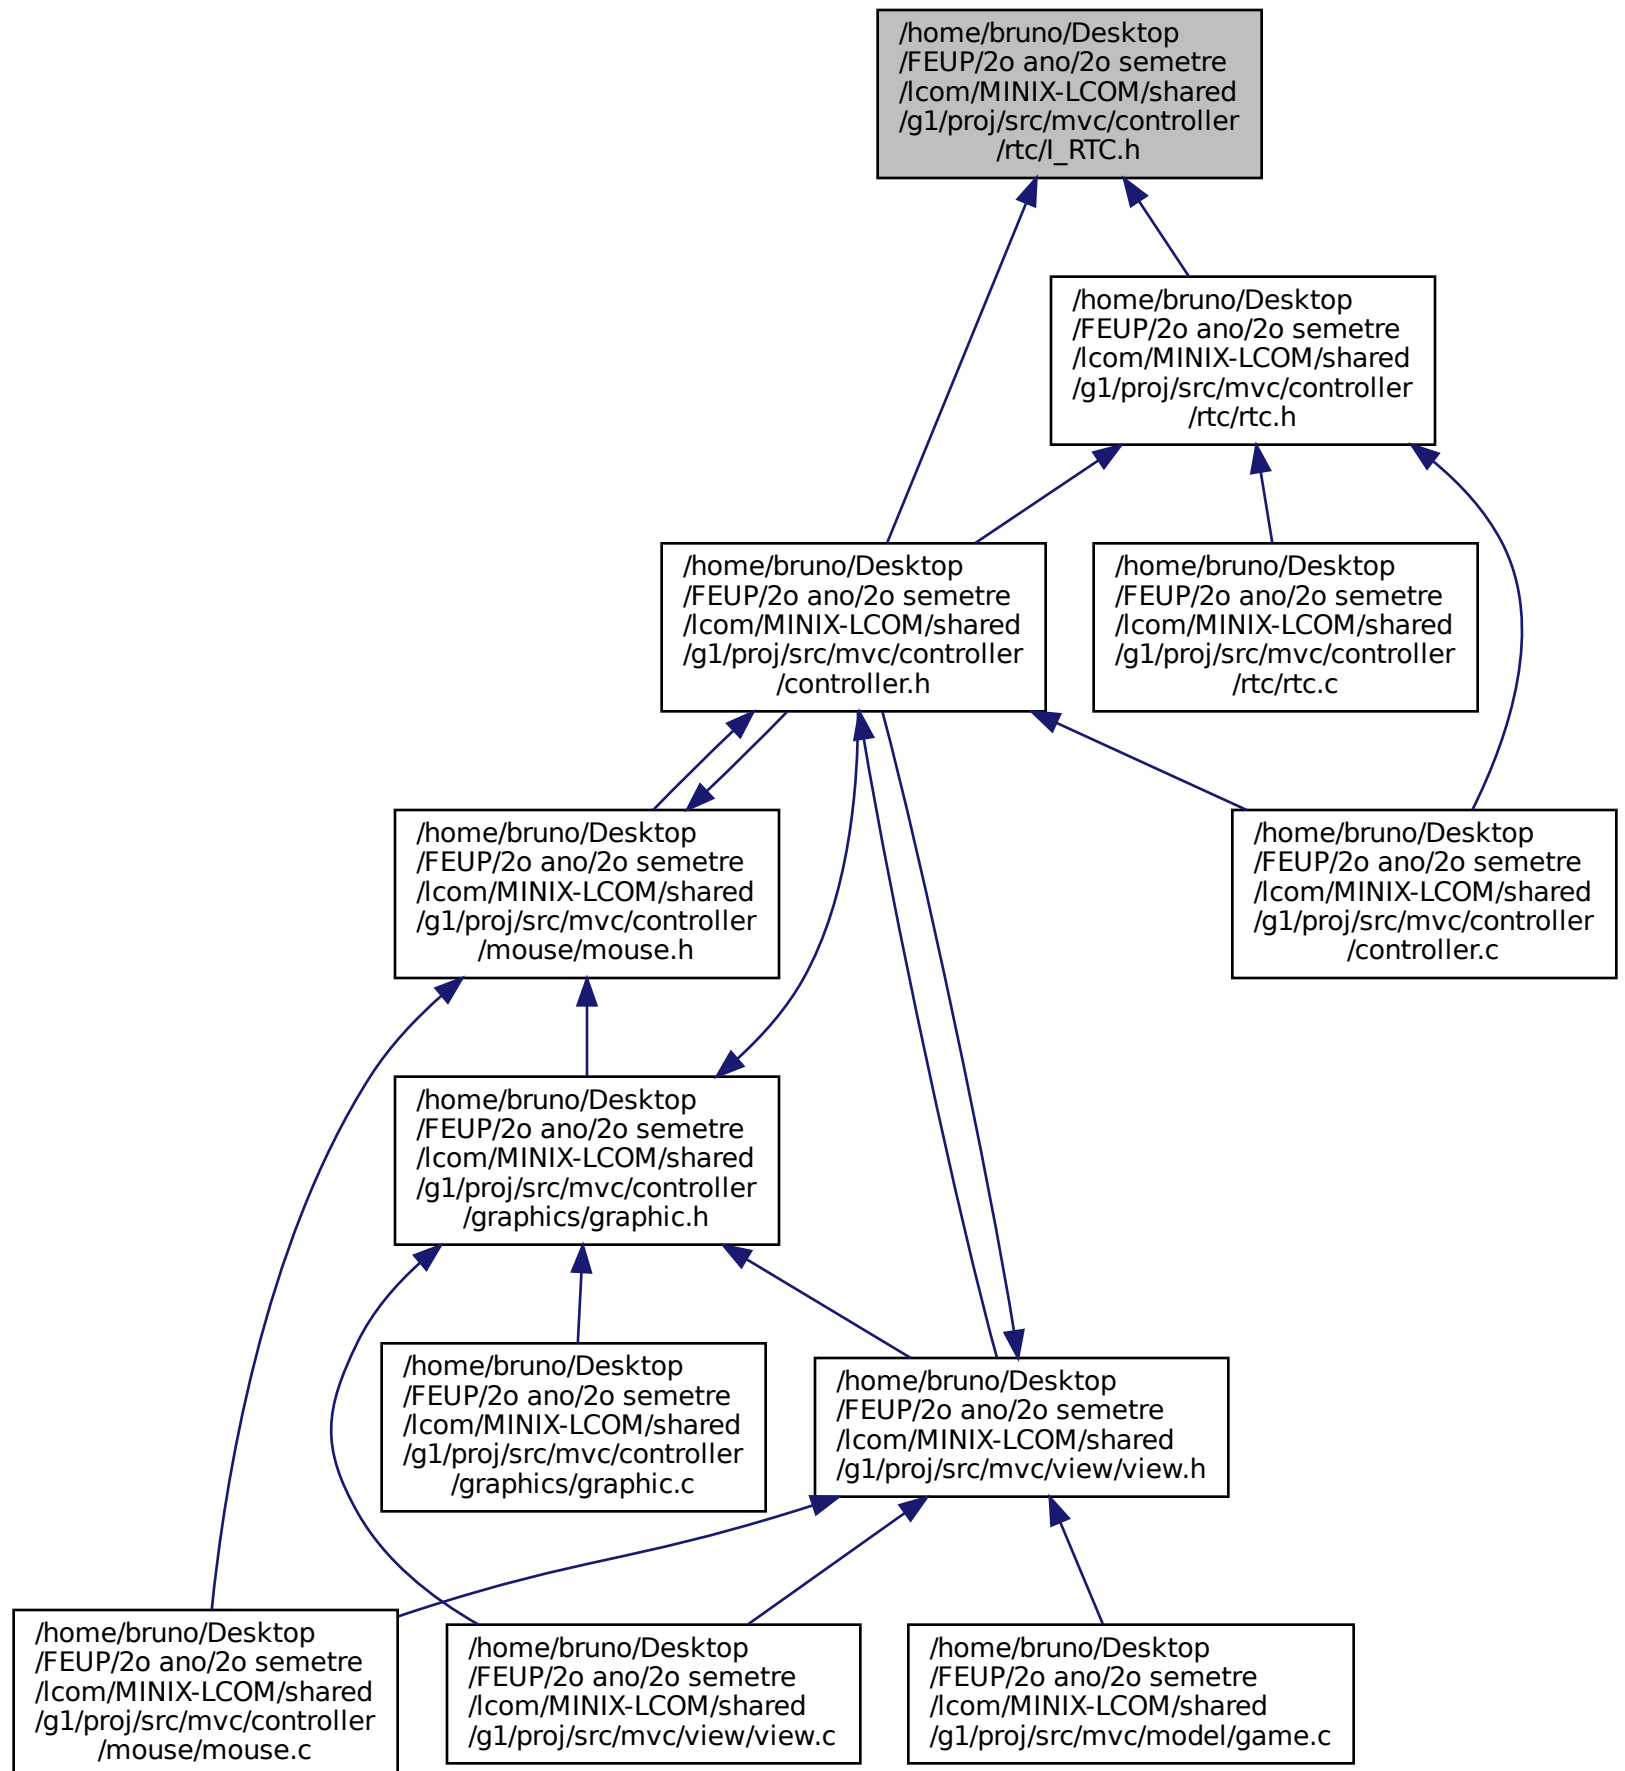 /home/bruno/Desktop
/FEUP/2o ano/2o semetre
/lcom/MINIX-LCOM/shared
/g1/proj/src/mvc/controller
/rtc/I_RTC.h
/home/bruno/Desktop
/FEUP/2o ano/2o semetre
/lcom/MINIX-LCOM/shared
/g1/proj/src/mvc/controller
/rtc/rtc.h
/home/bruno/Desktop
/FEUP/2o ano/2o semetre
/lcom/MINIX-LCOM/shared
/g1/proj/src/mvc/controller
/controller.h
/home/bruno/Desktop
/FEUP/2o ano/2o semetre
/lcom/MINIX-LCOM/shared
/g1/proj/src/mvc/controller
/rtc/rtc.c
/home/bruno/Desktop
/FEUP/2o ano/2o semetre
/lcom/MINIX-LCOM/shared
/g1/proj/src/mvc/controller
/mouse/mouse.h
/home/bruno/Desktop
/FEUP/2o ano/2o semetre
/lcom/MINIX-LCOM/shared
/g1/proj/src/mvc/controller
/controller.c
/home/bruno/Desktop
/FEUP/2o ano/2o semetre
/lcom/MINIX-LCOM/shared
/g1/proj/src/mvc/controller
/graphics/graphic.h
/home/bruno/Desktop
/FEUP/2o ano/2o semetre
/lcom/MINIX-LCOM/shared
/g1/proj/src/mvc/controller
/graphics/graphic.c
/home/bruno/Desktop
/FEUP/2o ano/2o semetre
/lcom/MINIX-LCOM/shared
/g1/proj/src/mvc/view/view.h
/home/bruno/Desktop
/FEUP/2o ano/2o semetre
/lcom/MINIX-LCOM/shared
/g1/proj/src/mvc/controller
/mouse/mouse.c
/home/bruno/Desktop
/FEUP/2o ano/2o semetre
/lcom/MINIX-LCOM/shared
/g1/proj/src/mvc/view/view.c
/home/bruno/Desktop
/FEUP/2o ano/2o semetre
/lcom/MINIX-LCOM/shared
/g1/proj/src/mvc/model/game.c